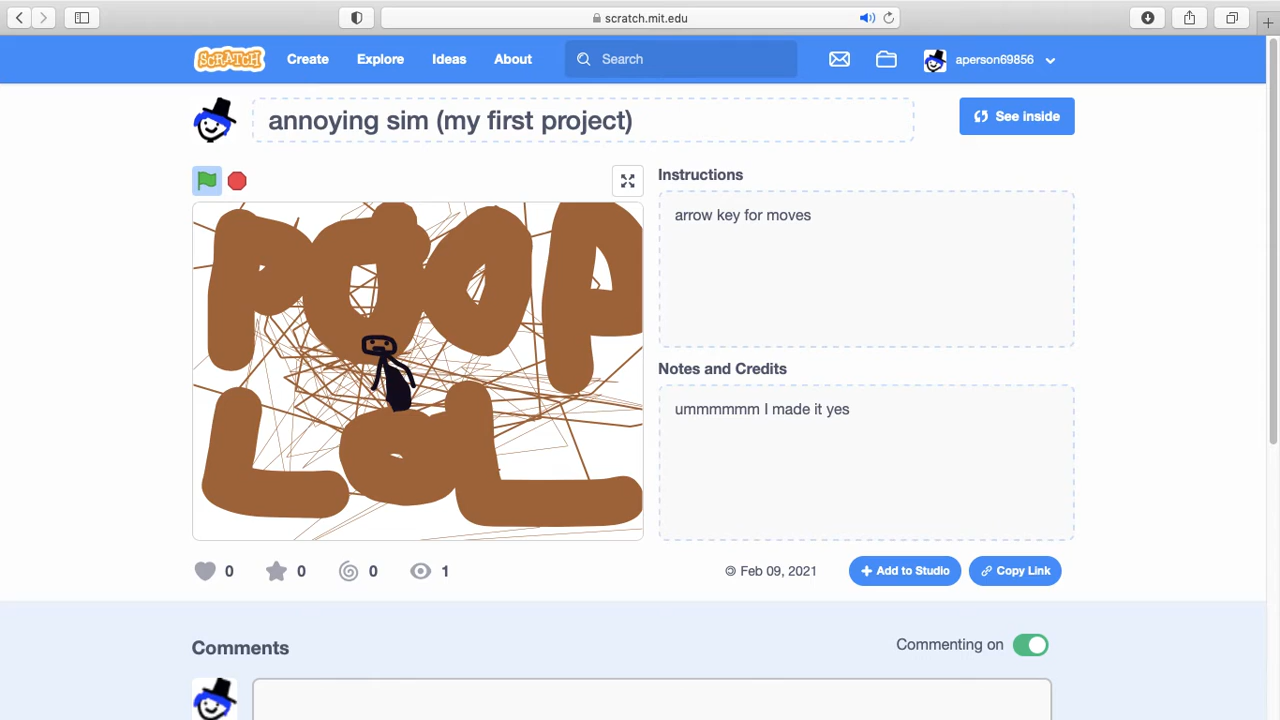 scratch.mit.edu
SCRATCH Create Explore Ideas About Search aperson69856
annoying sim (my first project)
See inside
Instructions
arrow key for moves
POOP
LOL
Notes and Credits
ummmmmm I made it yes
0 0 0 1
Feb 09, 2021
Add to Studio
Copy Link
Comments
Commenting on